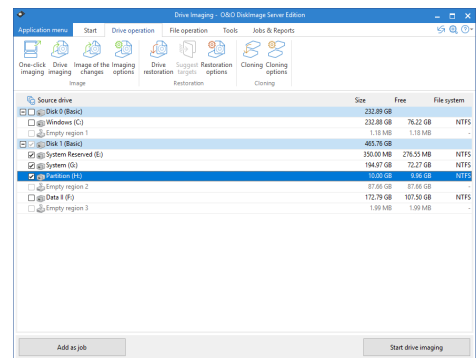 Drive Imaging - O&O DiskImage Server Edition
Application menu Start Drive operation File operation Tools Jobs & Reports
One-click imaging
Drive imaging
Image of the changes
Imaging options
Drive restoration
Suggest targets
Restoration options
Cloning
Cloning options
Image Restoration Cloning
Source drive Size Free File system
Disk 0 (Basic) 232.89 GB
Windows (C:) 232.88 GB 76.22 GB NTFS
Empty region 1 1.18 MB 1.18 MB -
Disk 1 (Basic) 465.76 GB
System Reserved (E:) 350.00 MB 276.55 MB NTFS
System (G:) 194.97 GB 72.27 GB NTFS
Partition (H:) 10.00 GB 9.96 GB NTFS
Empty region 2 87.66 GB 87.66 GB -
Data II (F:) 172.79 GB 107.50 GB NTFS
Empty region 3 1.99 MB 1.99 MB -
Add as job Start drive imaging